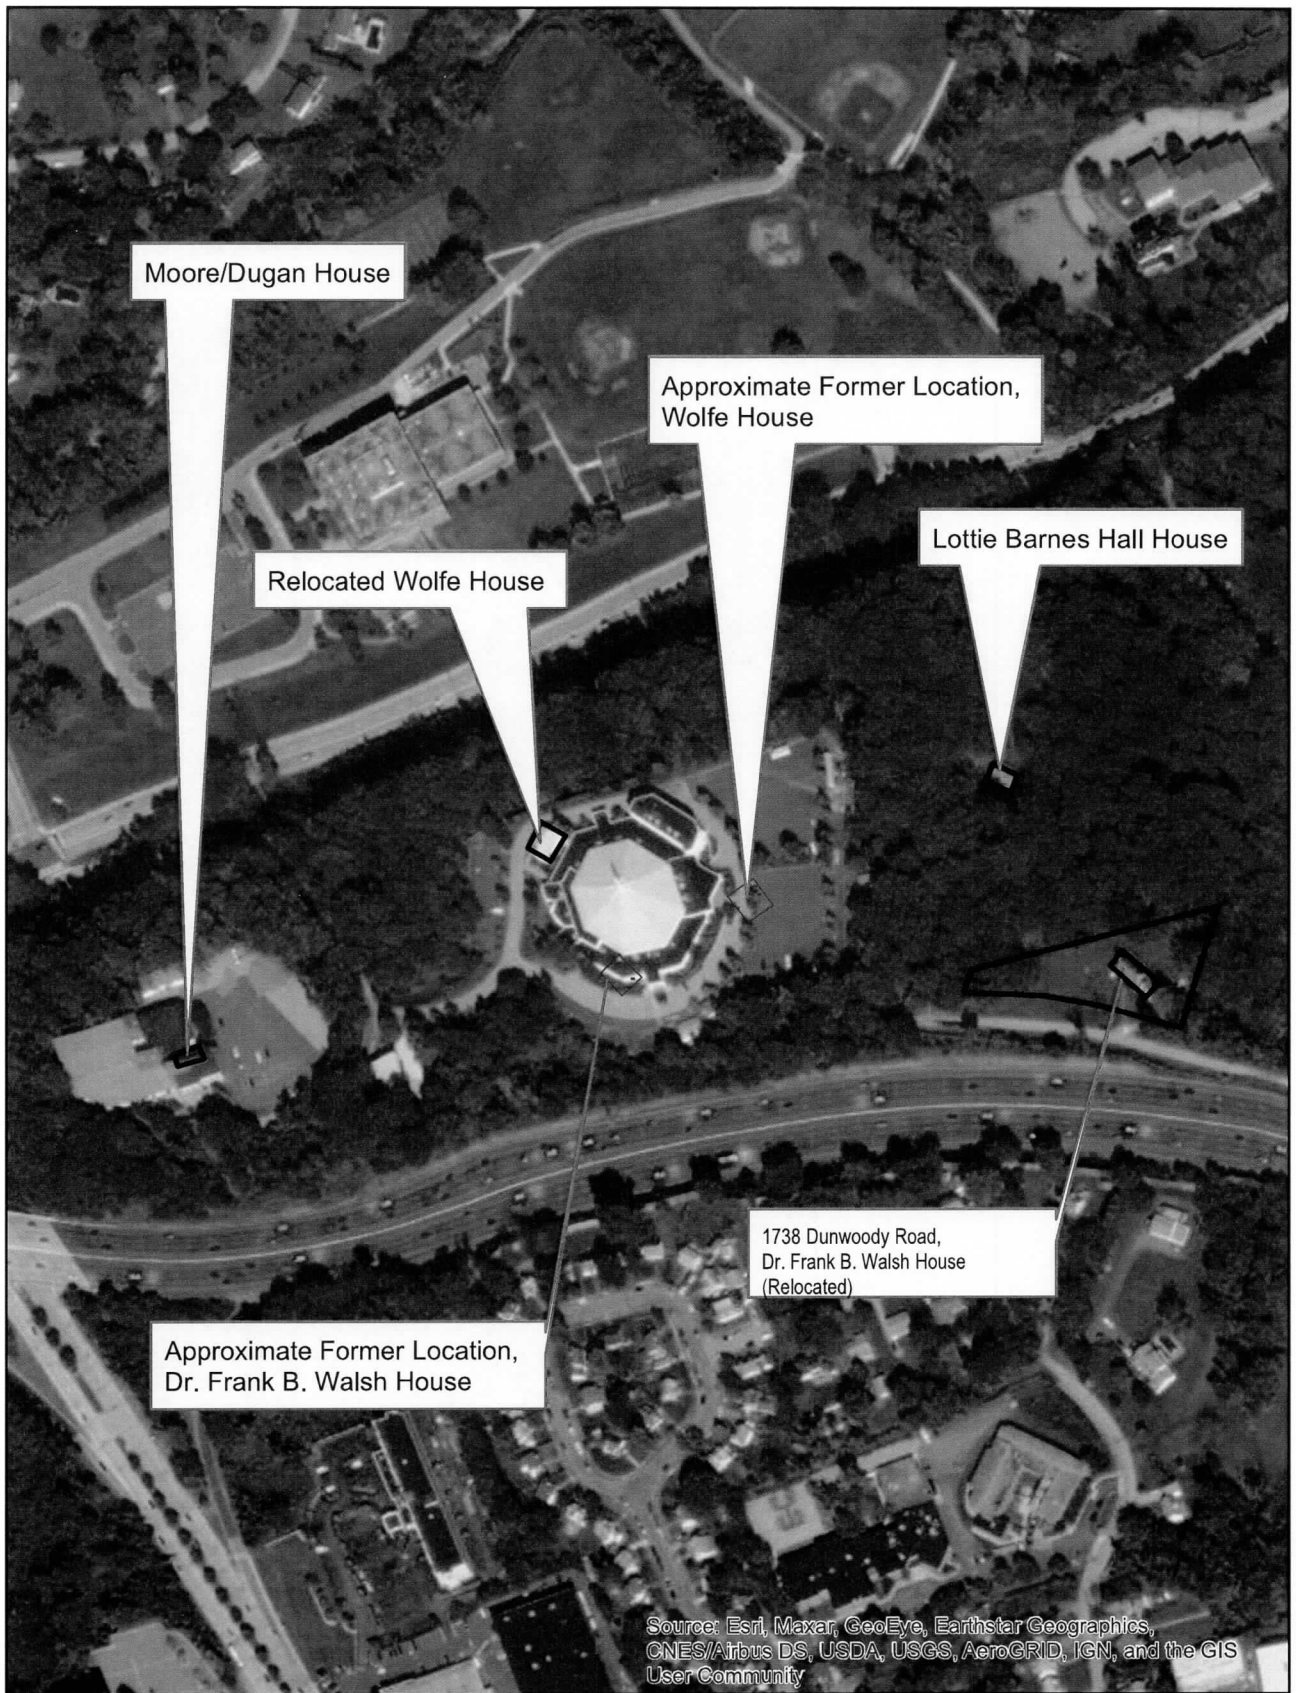 Moore/Dugan House
Approximate Former Location,
Wolfe House
Lottie Barnes Hall House
Relocated Wolfe House
1738 Dunwoody Road,
Dr. Frank B. Walsh House
(Relocated)
Approximate Former Location,
Dr. Frank B. Walsh House
Source: Esri, Maxar, GeoEye, Earthstar Geographics,
CNES/Airbus DS, USDA, USGS, AeroGRID, IGN, and the GIS
User Community